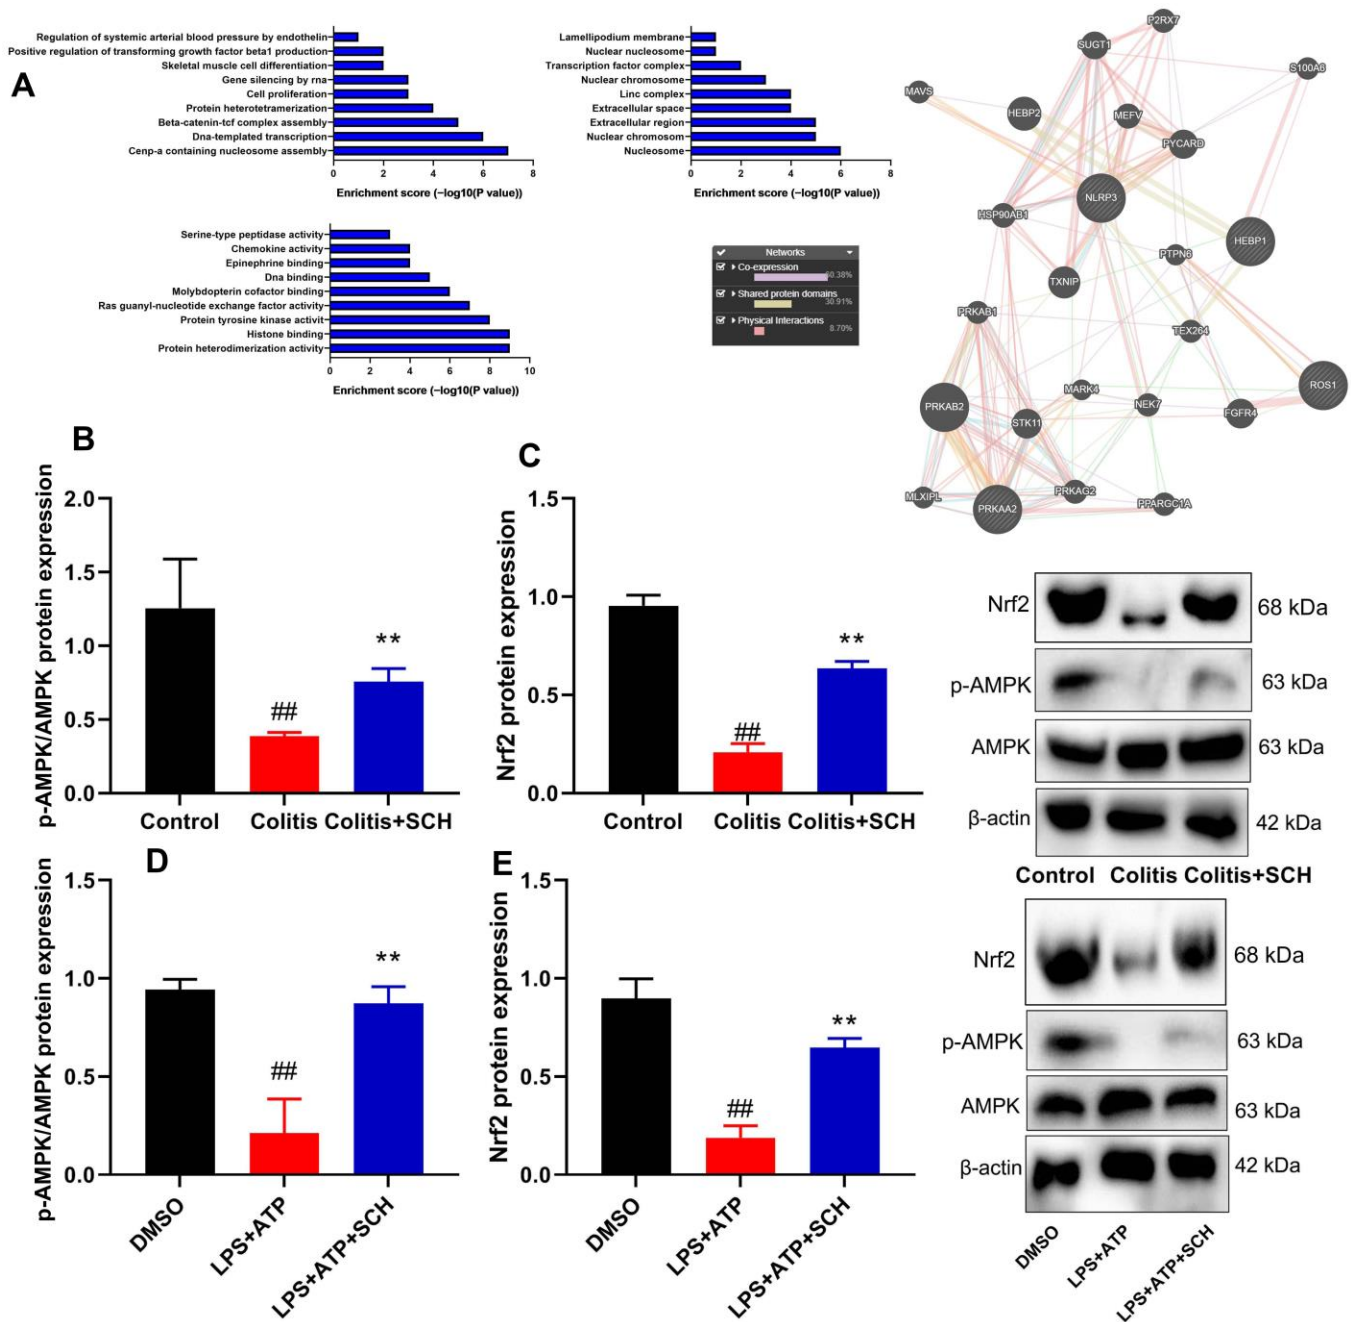 A
Regulation of systemic arterial blood pressure by endothelin
Positive regulation of transforming growth factor beta1 production
Skeletal muscle cell differentiation
Gene silencing by rna
Cell proliferation
Protein heterotetramerization
Beta-catenin-tcf complex assembly
Dna-templated transcription
Cenp-a containing nucleosome assembly
0 2 4 6 8
Enrichment score (−log10(P value))
Lamellipodium membrane
Nuclear nucleosome
Transcription factor complex
Nuclear chromosome
Linc complex
Extracellular space
Extracellular region
Nuclear chromosom
Nucleosome
0 2 4 6 8
Enrichment score (−log10(P value))
Serine-type peptidase activity
Chemokine activity
Epinephrine binding
Dna binding
Molybdopterin cofactor binding
Ras guanyl-nucleotide exchange factor activity
Protein tyrosine kinase activit
Histone binding
Protein heterodimerization activity
0 2 4 6 8 10
Enrichment score (−log10(P value))
Networks
Co-expression
60.38%
Shared protein domains
30.91%
Physical Interactions
8.70%
P2RX7
SUGT1
S100A6
MAVS
HEBP2
MEFV
PYCARD
NLRP3
HSP90AB1
HEBP1
PTPN6
TXNIP
PRKAB1
TEX264
ROS1
MARK4
PRKAB2
NEK7
FGFR4
STK11
MLXIPL
PRKAG2
PRKAA2
PPARGC1A
B
p-AMPK/AMPK protein expression
2.0
1.5
1.0
0.5
0.0
##
**
Control Colitis Colitis+SCH
C
Nrf2 protein expression
1.5
1.0
0.5
0.0
##
**
Control Colitis Colitis+SCH
Nrf2 68 kDa
p-AMPK 63 kDa
AMPK 63 kDa
β-actin 42 kDa
Control Colitis Colitis+SCH
D
p-AMPK/AMPK protein expression
1.5
1.0
0.5
0.0
##
**
DMSO
LPS+ATP
LPS+ATP+SCH
E
Nrf2 protein expression
1.5
1.0
0.5
0.0
##
**
DMSO
LPS+ATP
LPS+ATP+SCH
Nrf2 68 kDa
p-AMPK 63 kDa
AMPK 63 kDa
β-actin 42 kDa
DMSO
LPS+ATP
LPS+ATP+SCH